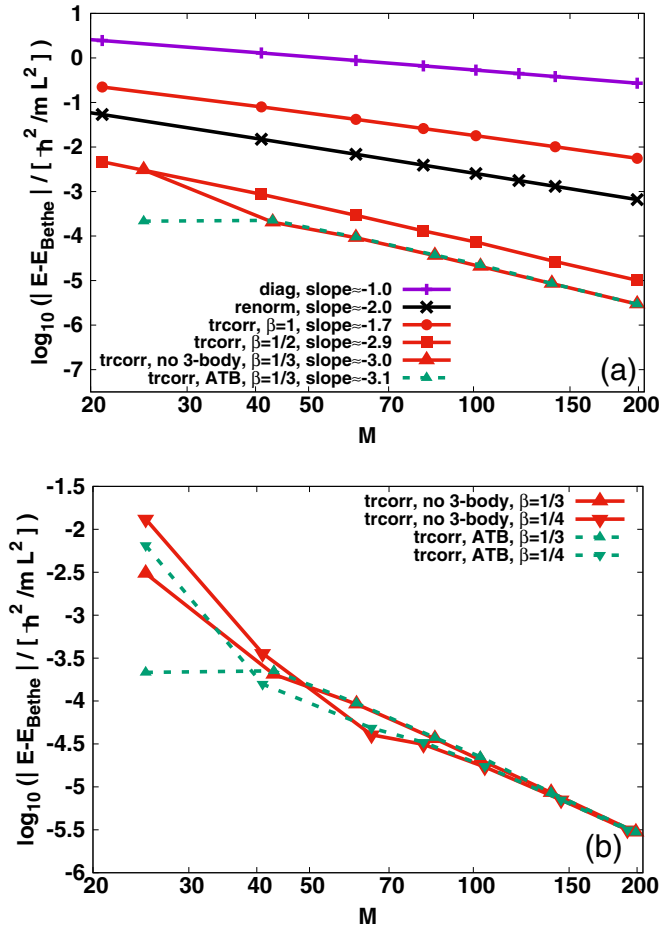 1
0
-1
-2
-3
-4
-5
-6
-7
log10 (| E-EBethe | / [ ħ² /m L² ] )
diag, slope≈-1.0
renorm, slope≈-2.0
trcorr, β=1, slope≈-1.7
trcorr, β=1/2, slope≈-2.9
trcorr, no 3-body, β=1/3, slope≈-3.0
trcorr, ATB, β=1/3, slope≈-3.1
(a)
20 30 40 60 100 150 200
M
-1.5
-2
-2.5
-3
-3.5
-4
-4.5
-5
-5.5
-6
log10 (| E-EBethe | / [ ħ² /m L² ] )
trcorr, no 3-body, β=1/3
trcorr, no 3-body, β=1/4
trcorr, ATB, β=1/3
trcorr, ATB, β=1/4
(b)
20 30 40 50 100 150 200
M